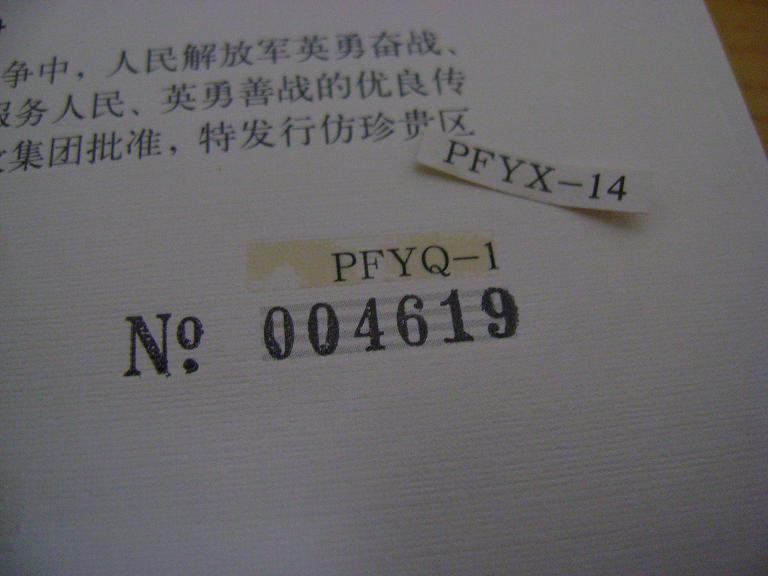 争中，人民解放军英勇奋战、
服务人民、英勇善战的优良传
集团批准，特发行仿珍贵区
PFYX-14
PFYQ-1
No. 004619